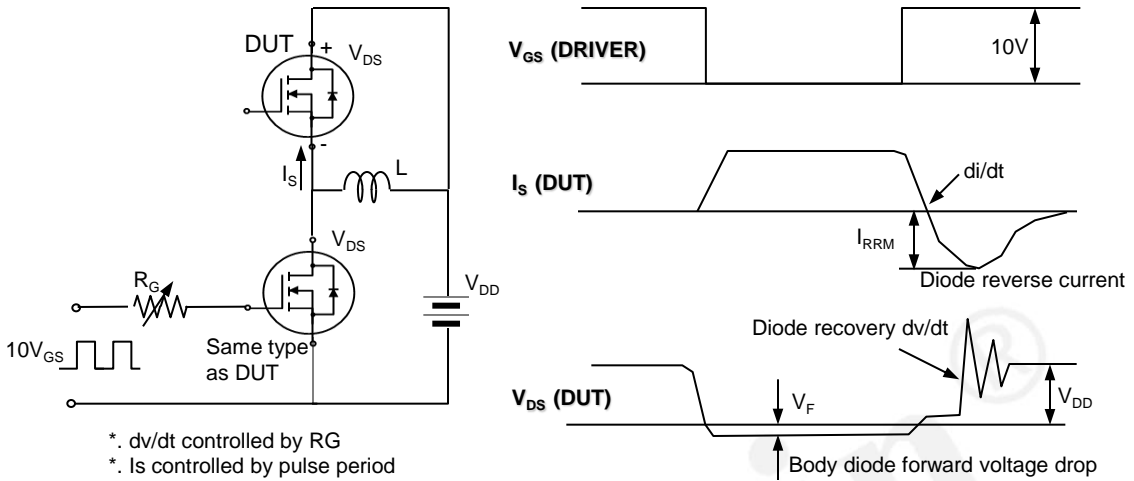 DUT
+
V_DS
-
I_S
L
V_DS
R_G
V_DD
10V_GS
Same type
as DUT
*. dv/dt controlled by RG
*. Is controlled by pulse period
V_GS (DRIVER)
10V
I_S (DUT)
di/dt
I_RRM
Diode reverse current
Diode recovery dv/dt
V_DS (DUT)
V_F
V_DD
Body diode forward voltage drop